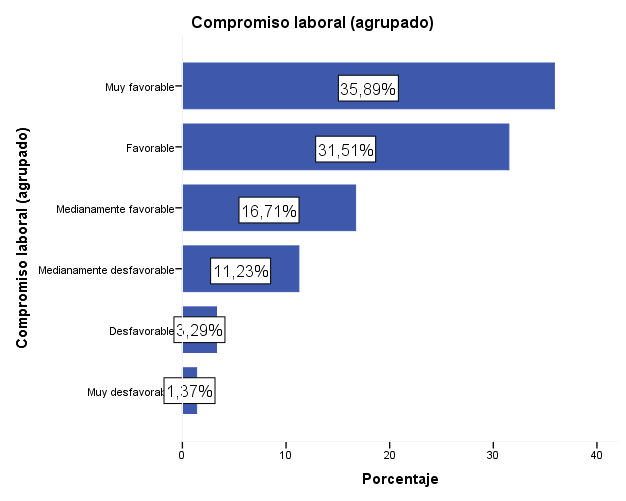 Compromiso laboral (agrupado)
Compromiso laboral (agrupado)
Muy favorable
35,89%
Favorable
31,51%
Medianamente favorable
16,71%
Medianamente desfavorable
11,23%
Desfavorable
3,29%
Muy desfavorab
1,37%
0 10 20 30 40
Porcentaje